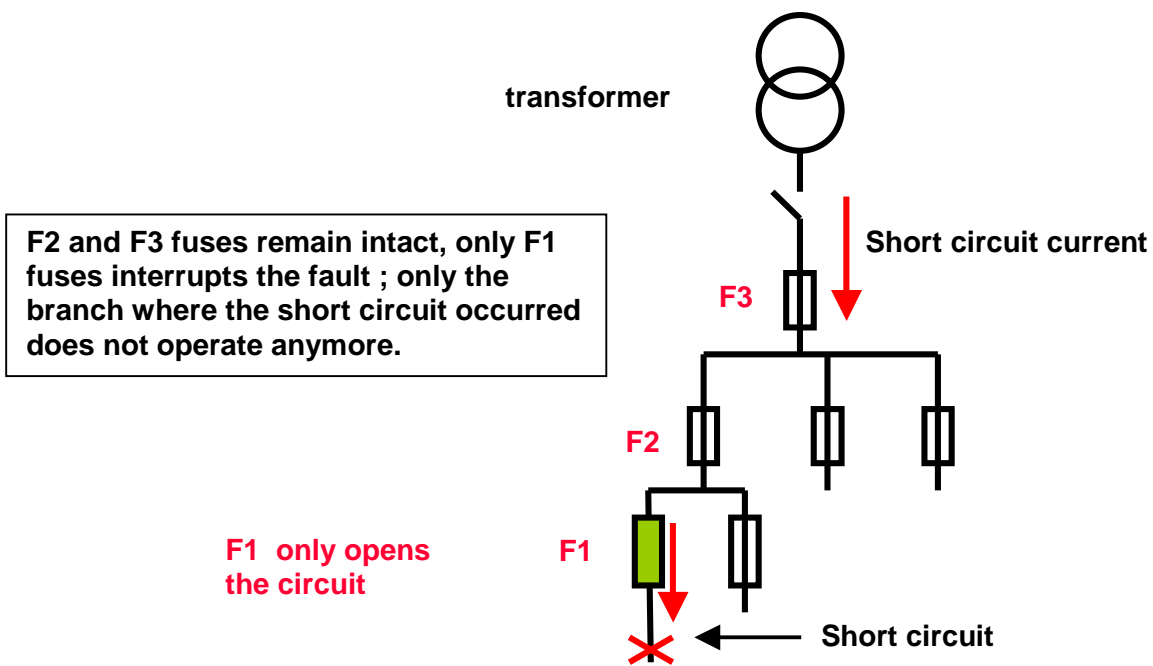 transformer
F2 and F3 fuses remain intact, only F1
fuses interrupts the fault ; only the
branch where the short circuit occurred
does not operate anymore.
Short circuit current
F3
F2
F1 only opens
the circuit
F1
Short circuit